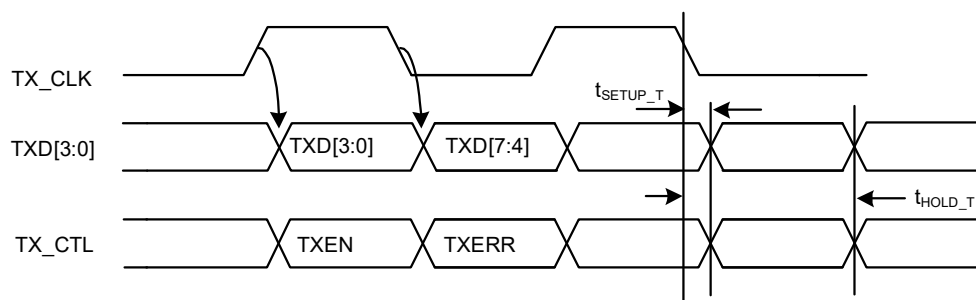 TX_CLK
tSETUP_T
TXD[3:0]
TXD[3:0]
TXD[7:4]
tHOLD_T
TX_CTL
TXEN
TXERR